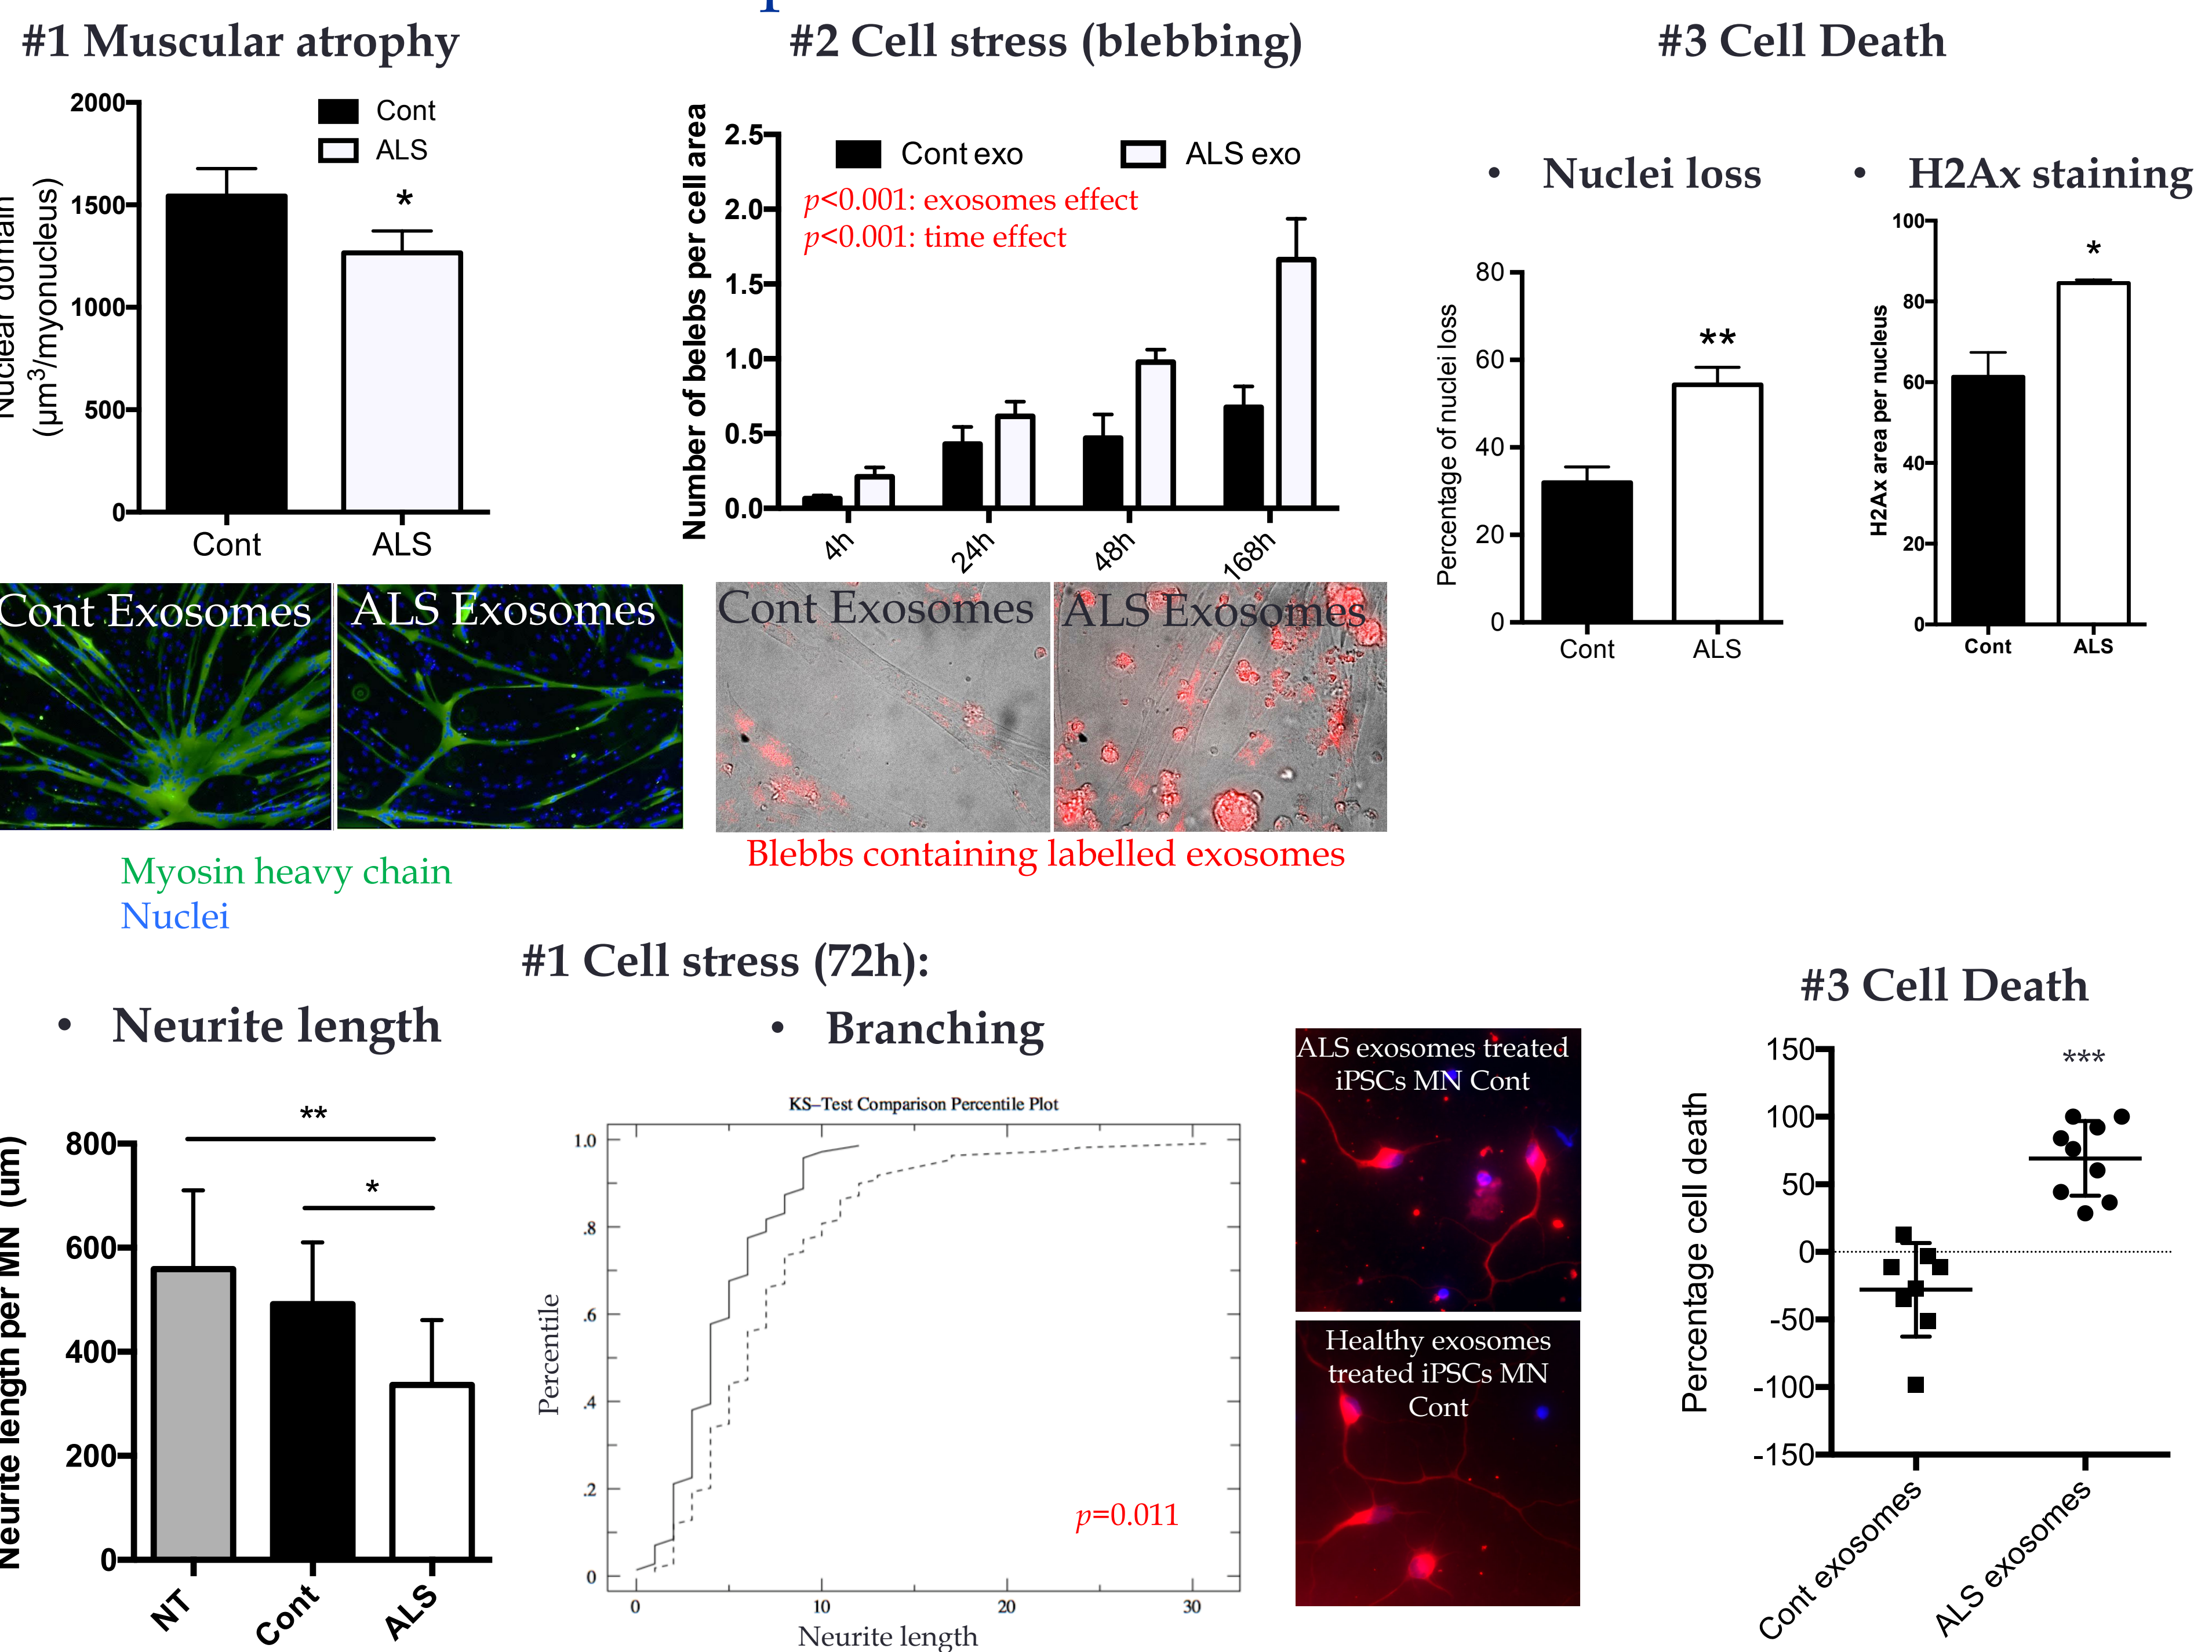 #1 Muscular atrophy
2000
1500
1000
500
0
Nuclear domain
(µm³/myonucleus)
Cont
ALS
*
Cont
ALS
Cont Exosomes
ALS Exosomes
Myosin heavy chain
Nuclei
#2 Cell stress (blebbing)
Number of belebs per cell area
2.5
2.0
1.5
1.0
0.5
0.0
Cont exo
ALS exo
p<0.001: exosomes effect
p<0.001: time effect
4h
24h
48h
168h
Cont Exosomes
ALS Exosomes
Blebbs containing labelled exosomes
#3 Cell Death
• Nuclei loss
Percentage of nuclei loss
80
60
40
20
0
**
Cont
ALS
• H2Ax staining
H2Ax area per nucleus
100
80
60
40
20
0
*
Cont
ALS
#1 Cell stress (72h):
• Neurite length
Neurite length per MN (um)
800
600
400
200
0
**
*
NT
Cont
ALS
• Branching
KS–Test Comparison Percentile Plot
Percentile
1.0
.8
.6
.4
.2
0
p=0.011
0
10
20
30
Neurite length
ALS exosomes treated
iPSCs MN Cont
Healthy exosomes
treated iPSCs MN
Cont
#3 Cell Death
Percentage cell death
150
100
50
0
-50
-100
-150
***
Cont exosomes
ALS exosomes